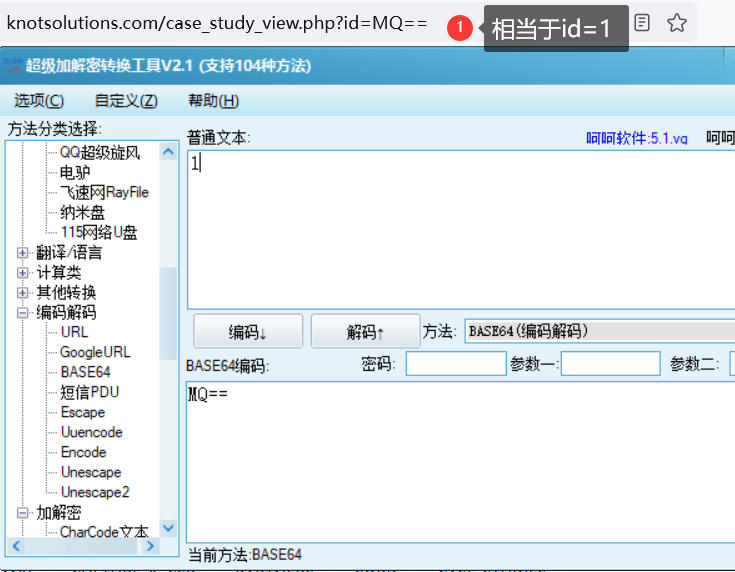 knotsolutions.com/case_study_view.php?id=MQ==
1
相当于id=1
超级加解密转换工具V2.1 (支持104种方法)
选项(C) 自定义(Z) 帮助(H)
方法分类选择:
QQ超级旋风
电驴
飞速网RayFile
纳米盘
115网络U盘
翻译/语言
计算类
其他转换
编码解码
URL
GoogleURL
BASE64
短信PDU
Escape
Uuencode
Encode
Unescape
Unescape2
加解密
CharCode文本
普通文本:
呵呵软件:5.1.vg 呵呵
1
编码↓ 解码↑ 方法: BASE64(编码解码)
BASE64编码: 密码: 参数一: 参数二:
MQ==
当前方法:BASE64